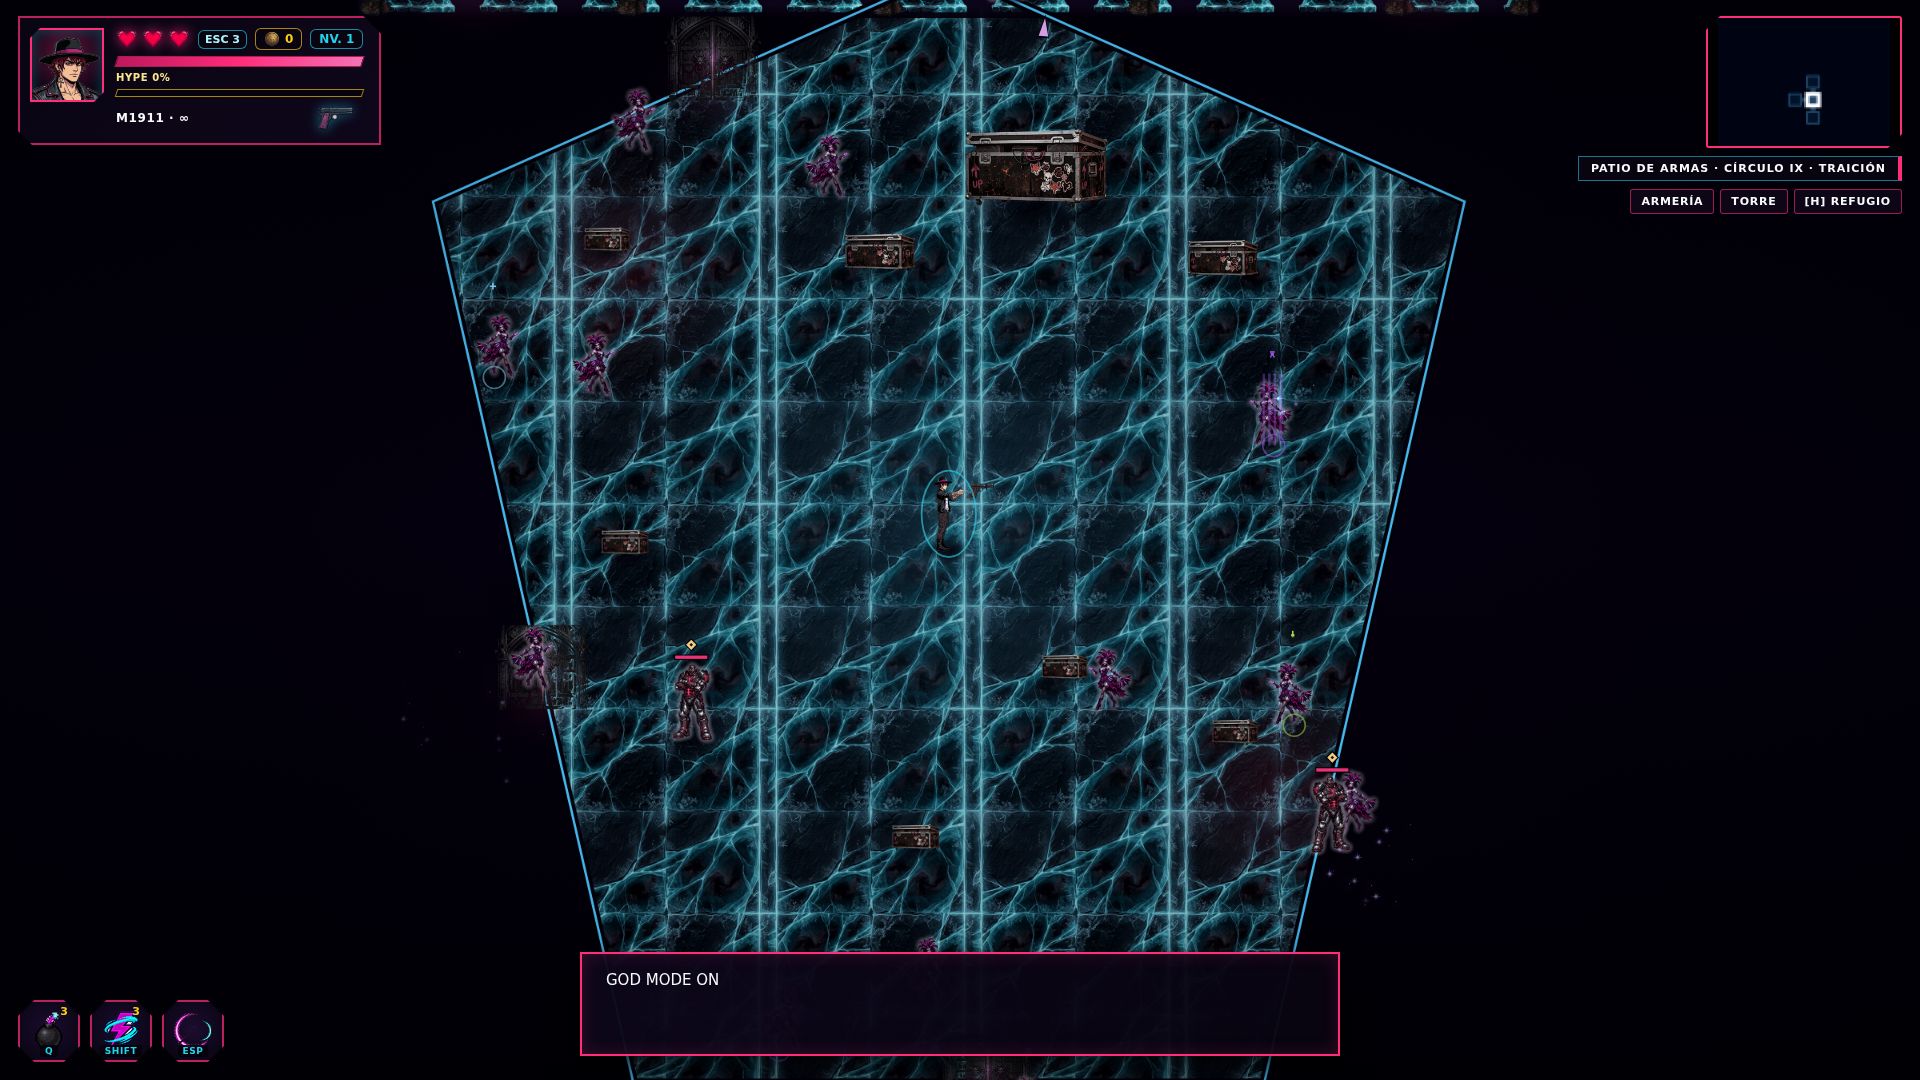 ESC 3
0
NV. 1
HYPE 0%
M1911 · ∞
PATIO DE ARMAS · CÍRCULO IX · TRAICIÓN
ARMERÍA
TORRE
[H] REFUGIO
UP
GOD MODE ON
3
Q
3
SHIFT
ESP